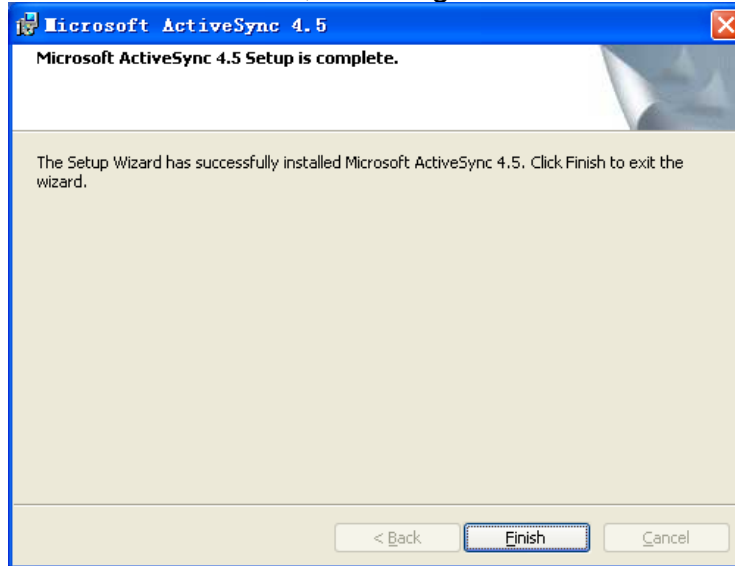 Microsoft ActiveSync 4.5
Microsoft ActiveSync 4.5 Setup is complete.
The Setup Wizard has successfully installed Microsoft ActiveSync 4.5. Click Finish to exit the
wizard.
< Back Finish Cancel